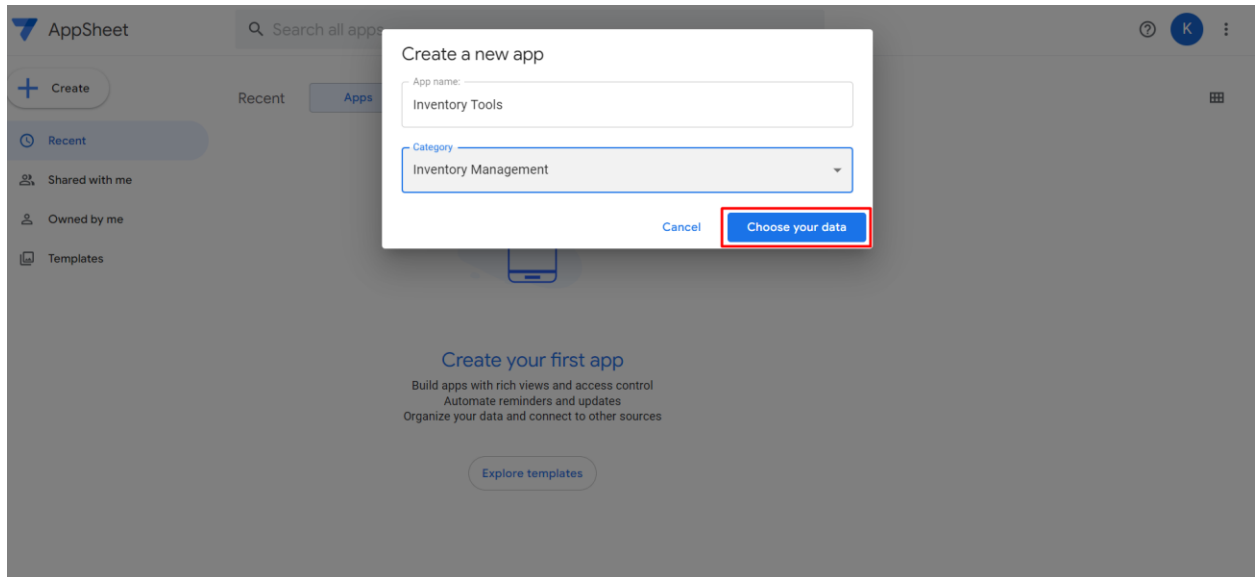 AppSheet
Search all apps
K
Create a new app
App name:
Inventory Tools
Category
Inventory Management
Cancel
Choose your data
Create
Recent
Shared with me
Owned by me
Templates
Recent
Apps
Create your first app
Build apps with rich views and access control
Automate reminders and updates
Organize your data and connect to other sources
Explore templates